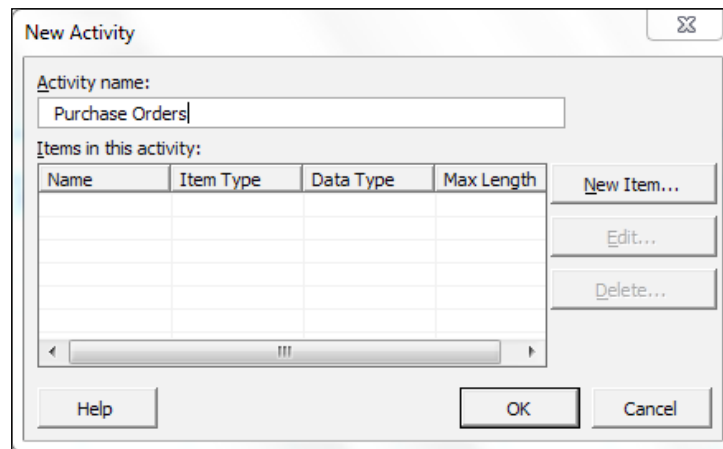 New Activity
Activity name:
Purchase Orders
Items in this activity:
Name Item Type Data Type Max Length
New Item...
Edit...
Delete...
Help OK Cancel